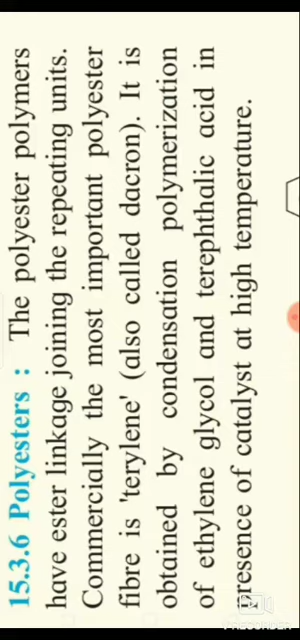 15.3.6 Polyesters : The polyester polymers
have ester linkage joining the repeating units.
Commercially the most important polyester
fibre is 'terylene' (also called dacron). It is
obtained by condensation polymerization
of ethylene glycol and terephthalic acid in
presence of catalyst at high temperature.